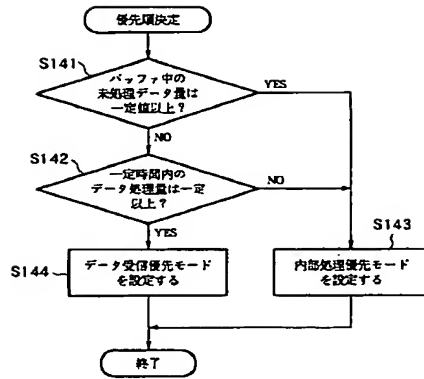 優先順決定
S141
バッファ中の
未処理データ量は
一定値以上?
YES
NO
S142
一定時間内の
データ処理量は一定
以上?
NO
YES
S143
S144
データ受信優先モード
を設定する
内部処理優先モード
を設定する
終了